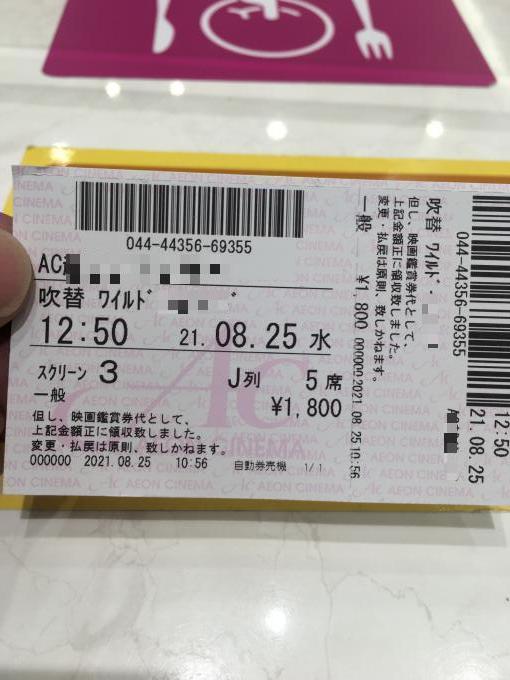 044-44356-69355
AC
吹替 ワイルド
12:50 21.08.25 水
スクリーン 3 J列 5席
一般 ¥1,800
但し、映画鑑賞券代として、
上記金額正に領収致しました。
変更・払戻は原則、致しかねます。
000000 2021.08.25 10:56 自動券売機 1/1
Ac AEON CINEMA
吹替 ワイルド
但し、映画鑑賞券代として、
上記金額正に領収致しました。
変更・払戻は原則、致しかねます。
一般 ¥1,800 000000 2021.08.25 10:56
044-44356-69355
12:50
21.08.25